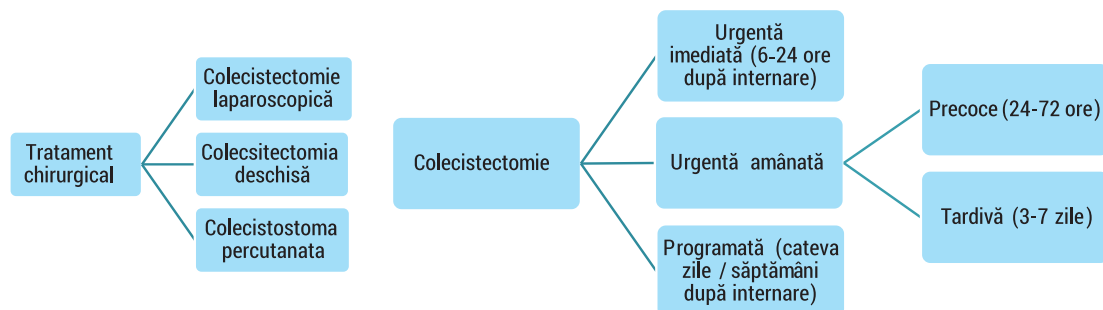 Tratament
chirurgical
Colecistectomie
laparoscopică
Colecsitectomia
deschisă
Colecistostoma
percutanata
Colecistectomie
Urgentă
imediată (6-24 ore
după internare)
Urgentă amânată
Programată (cateva
zile / săptămâni
după internare)
Precoce (24-72 ore)
Tardivă (3-7 zile)